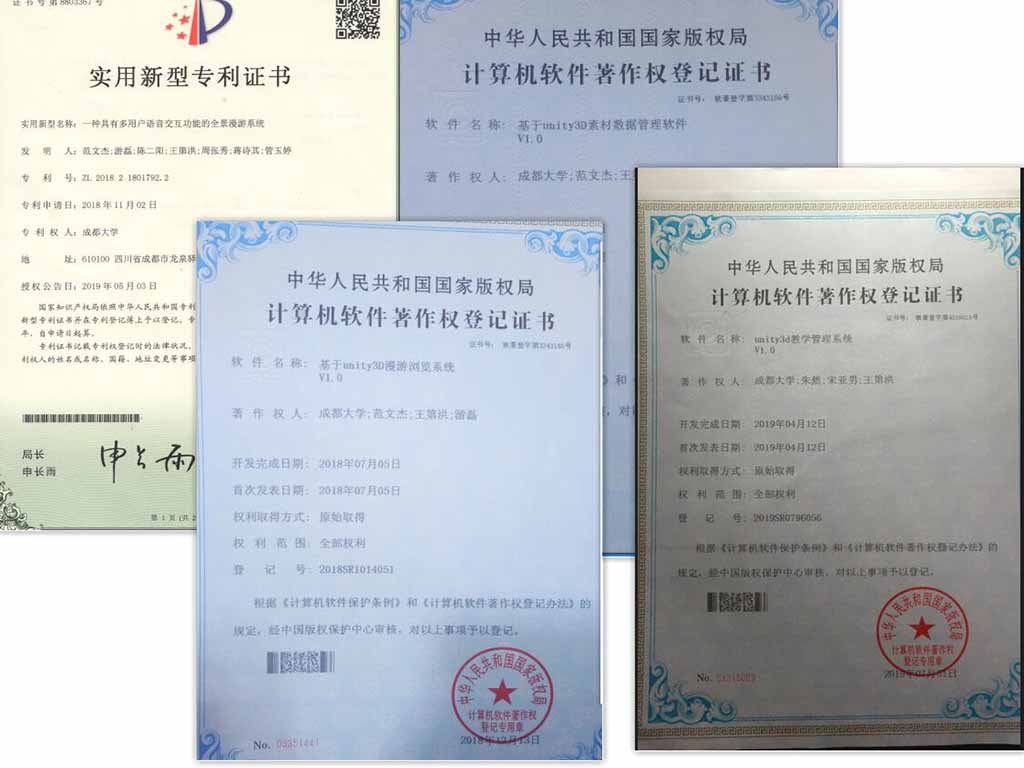 证书号第8803367号
实用新型专利证书
实用新型名称：一种具有多用户语音交互功能的全景漫游系统
发 明 人：范文杰;游磊;陈二阳;王第洪;周张秀;蒋诗其;管玉婷
专 利 号：ZL 2018 2 1801792.2
专利申请日：2018年11月02日
专 利 权 人：成都大学
地 址：610100 四川省成都市龙泉驿
授权公告日：2019年05月03日
国家知识产权局依照中华人民共和国专利
新型专利证书并在专利登记簿上予以登记。专
年，自申请日起算。
专利证书记载专利权登记时的法律状况。
利权人的姓名或名称、国籍、地址变更等事项
局长
申长雨
第 1 页 (共 2
中华人民共和国国家版权局
计算机软件著作权登记证书
证书号： 软著登字第3343156号
软 件 名 称： 基于unity3D素材数据管理软件
V1.0
著 作 权 人： 成都大学;范文杰;王
中华人民共和国国家版权局
计算机软件著作权登记证书
证书号： 软著登字第3343146号
软 件 名 称： 基于unity3D漫游浏览系统
V1.0
著 作 权 人： 成都大学;范文杰;王第洪;游磊
开发完成日期： 2018年07月05日
首次发表日期： 2018年07月05日
权利取得方式： 原始取得
权 利 范 围： 全部权利
登 记 号： 2018SR1014051
根据《计算机软件保护条例》和《计算机软件著作权登记办法》的
规定，经中国版权保护中心审核，对以上事项予以登记。
中华人民共和国国家版权局
计算机软件著作权
登记专用章
2018年12月13日
No. 03351441
中华人民共和国国家版权局
计算机软件著作权登记证书
软 件 名 称： unity3d教学管理系统
V1.0
著 作 权 人： 成都大学;朱然;宋亚男;王第洪
开发完成日期： 2019年04月12日
首次发表日期： 2019年04月12日
权利取得方式： 原始取得
权 利 范 围： 全部权利
登 记 号： 2019SR0796056
根据《计算机软件保护条例》和《计算机软件著作权登记办法》的
规定，经中国版权保护中心审核，对以上事项予以登记。
中华人民共和国国家版权局
计算机软件著作权
登记专用章
2019年07月31日
No.